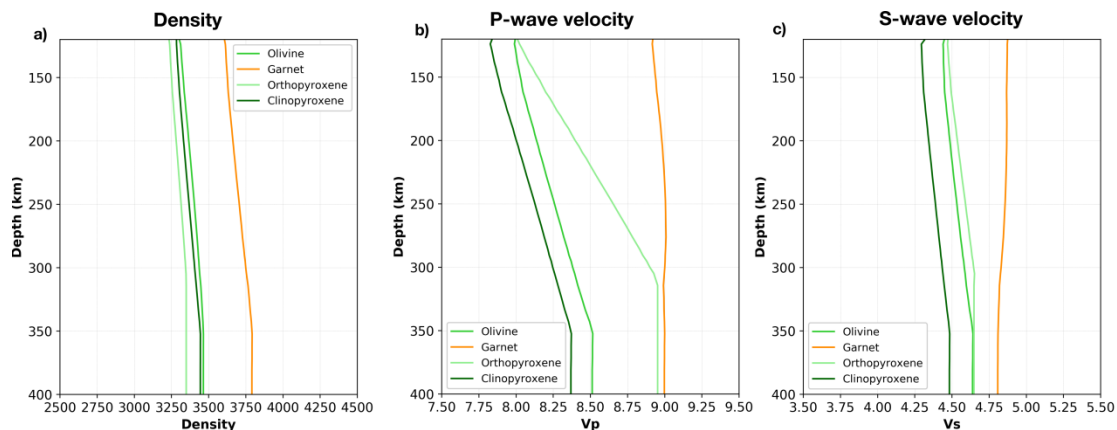 Density
P-wave velocity
S-wave velocity
a)
Olivine
Garnet
Orthopyroxene
Clinopyroxene
150
200
250
300
350
400
Depth (km)
2500 2750 3000 3250 3500 3750 4000 4250 4500
Density
b)
150
200
250
300
350
400
Depth (km)
Olivine
Garnet
Orthopyroxene
Clinopyroxene
7.50 7.75 8.00 8.25 8.50 8.75 9.00 9.25 9.50
Vp
c)
150
200
250
300
350
400
Depth (km)
Olivine
Garnet
Orthopyroxene
Clinopyroxene
3.50 3.75 4.00 4.25 4.50 4.75 5.00 5.25 5.50
Vs